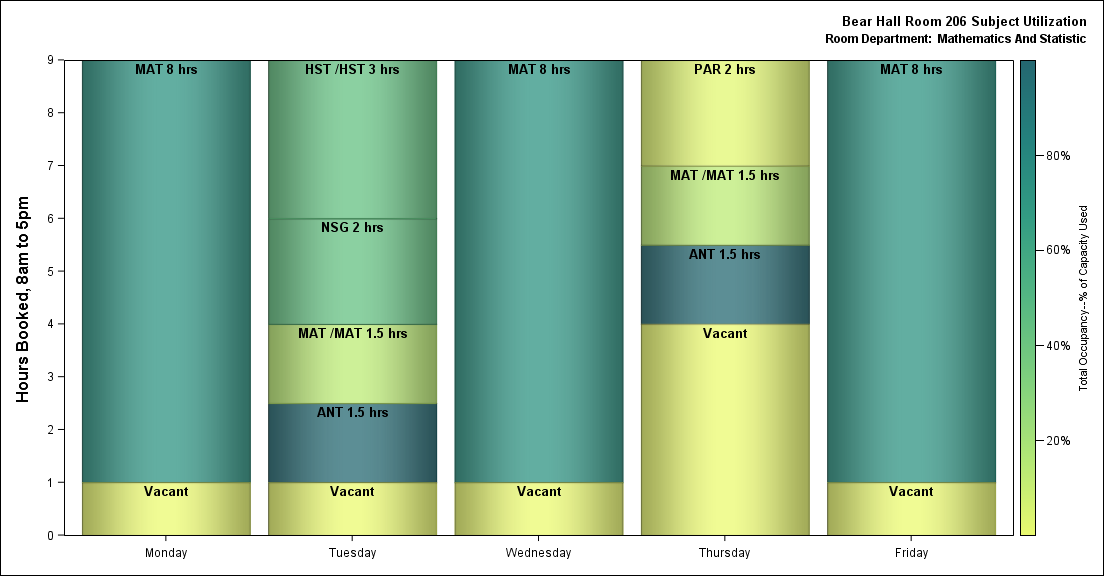 Bear Hall Room 206 Subject Utilization
Room Department: Mathematics And Statistic
Hours Booked, 8am to 5pm
9
8
7
6
5
4
3
2
1
0
MAT 8 hrs
Vacant
HST /HST 3 hrs
NSG 2 hrs
MAT /MAT 1.5 hrs
ANT 1.5 hrs
Vacant
MAT 8 hrs
Vacant
PAR 2 hrs
MAT /MAT 1.5 hrs
ANT 1.5 hrs
Vacant
MAT 8 hrs
Vacant
Monday
Tuesday
Wednesday
Thursday
Friday
80%
60%
40%
20%
Total Occupancy--% of Capacity Used